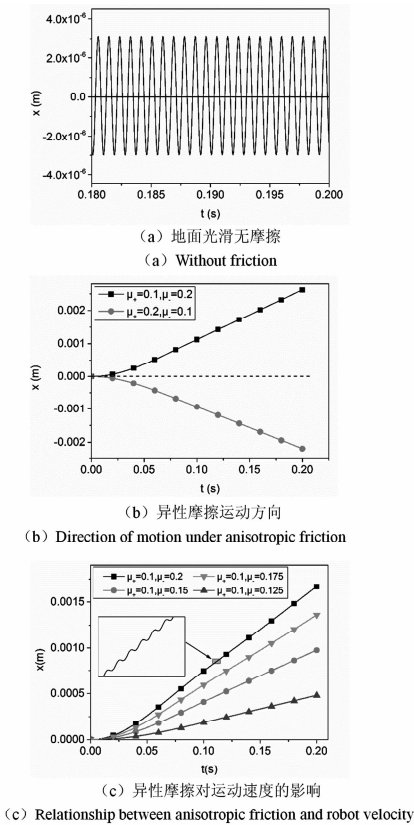 4.0x10⁻⁶
2.0x10⁻⁶
0.0
-2.0x10⁻⁶
-4.0x10⁻⁶
x (m)
0.180 0.185 0.190 0.195 0.200
t (s)
（a）地面光滑无摩擦
（a）Without friction
μ₊=0.1,μ₋=0.2
μ₊=0.2,μ₋=0.1
0.002
0.001
0.000
-0.001
-0.002
x (m)
0.00 0.05 0.10 0.15 0.20
t (s)
（b）异性摩擦运动方向
（b）Direction of motion under anisotropic friction
μ₊=0.1,μ₋=0.2 μ₊=0.1,μ₋=0.175
μ₊=0.1,μ₋=0.15 μ₊=0.1,μ₋=0.125
0.0015
0.0010
0.0005
0.0000
x(m)
0.00 0.05 0.10 0.15 0.20
t(s)
（c）异性摩擦对运动速度的影响
（c）Relationship between anisotropic friction and robot velocity